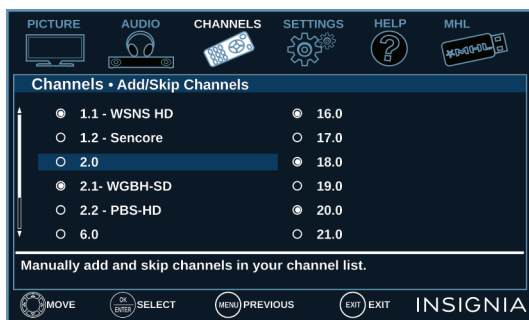 PICTURE AUDIO CHANNELS SETTINGS HELP MHL
MHL
Channels • Add/Skip Channels
1.1 - WSNS HD 16.0
1.2 - Sencore 17.0
2.0 18.0
2.1- WGBH-SD 19.0
2.2 - PBS-HD 20.0
6.0 21.0
Manually add and skip channels in your channel list.
MOVE OK ENTER SELECT MENU PREVIOUS EXIT EXIT INSIGNIA